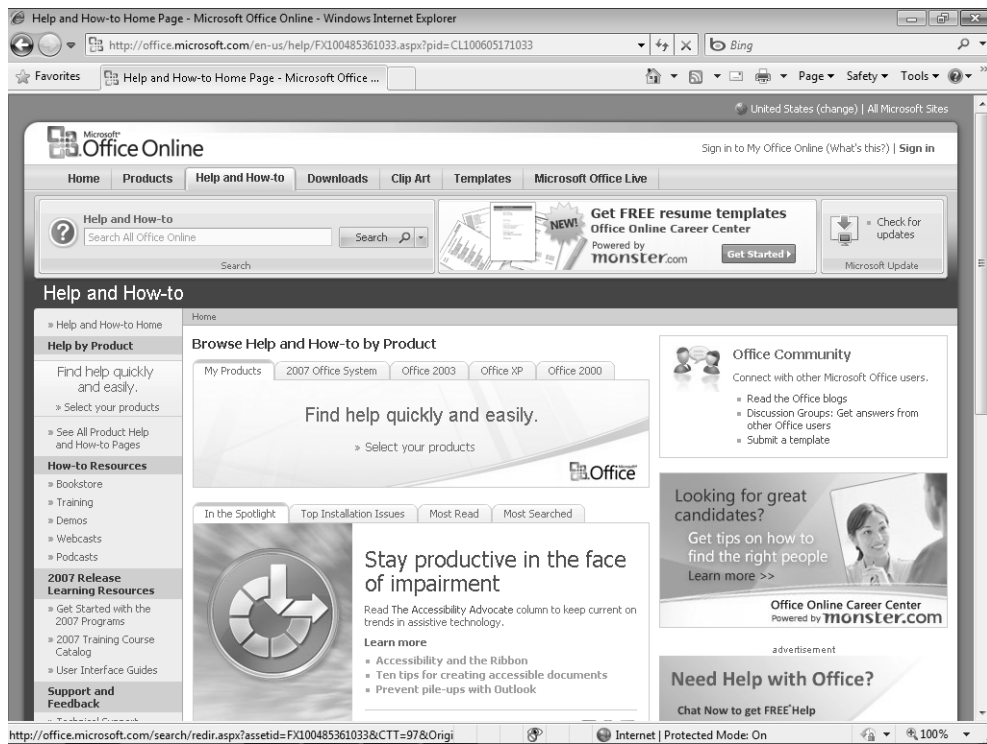 Help and How-to Home Page - Microsoft Office Online - Windows Internet Explorer
http://office.microsoft.com/en-us/help/FX100485361033.aspx?pid=CL100605171033
Bing
Favorites
Help and How-to Home Page - Microsoft Office ...
Page Safety Tools
United States (change) | All Microsoft Sites
Microsoft
Office Online
Sign in to My Office Online (What's this?) | Sign in
Home Products Help and How-to Downloads Clip Art Templates Microsoft Office Live
Help and How-to
Search All Office Online
Search
Search
NEW!
Get FREE resume templates
Office Online Career Center
Powered by
monster.com
Get Started
Check for
updates
Microsoft Update
Help and How-to
» Help and How-to Home
Help by Product
Find help quickly
and easily.
» Select your products
» See All Product Help
and How-to Pages
How-to Resources
» Bookstore
» Training
» Demos
» Webcasts
» Podcasts
2007 Release
Learning Resources
» Get Started with the
2007 Programs
» 2007 Training Course
Catalog
» User Interface Guides
Support and
Feedback
» Technical Support
Home
Browse Help and How-to by Product
My Products 2007 Office System Office 2003 Office XP Office 2000
Find help quickly and easily.
» Select your products
Office
In the Spotlight Top Installation Issues Most Read Most Searched
Stay productive in the face
of impairment
Read The Accessibility Advocate column to keep current on
trends in assistive technology.
Learn more
Accessibility and the Ribbon
Ten tips for creating accessible documents
Prevent pile-ups with Outlook
Office Community
Connect with other Microsoft Office users.
Read the Office blogs
Discussion Groups: Get answers from
other Office users
Submit a template
Looking for great
candidates?
Get tips on how to
find the right people
Learn more >>
Office Online Career Center
Powered by monster.com
advertisement
Need Help with Office?
Chat Now to get FREE* Help
http://office.microsoft.com/search/redir.aspx?assetid=FX100485361033&CTT=97&Origi
Internet | Protected Mode: On
100%